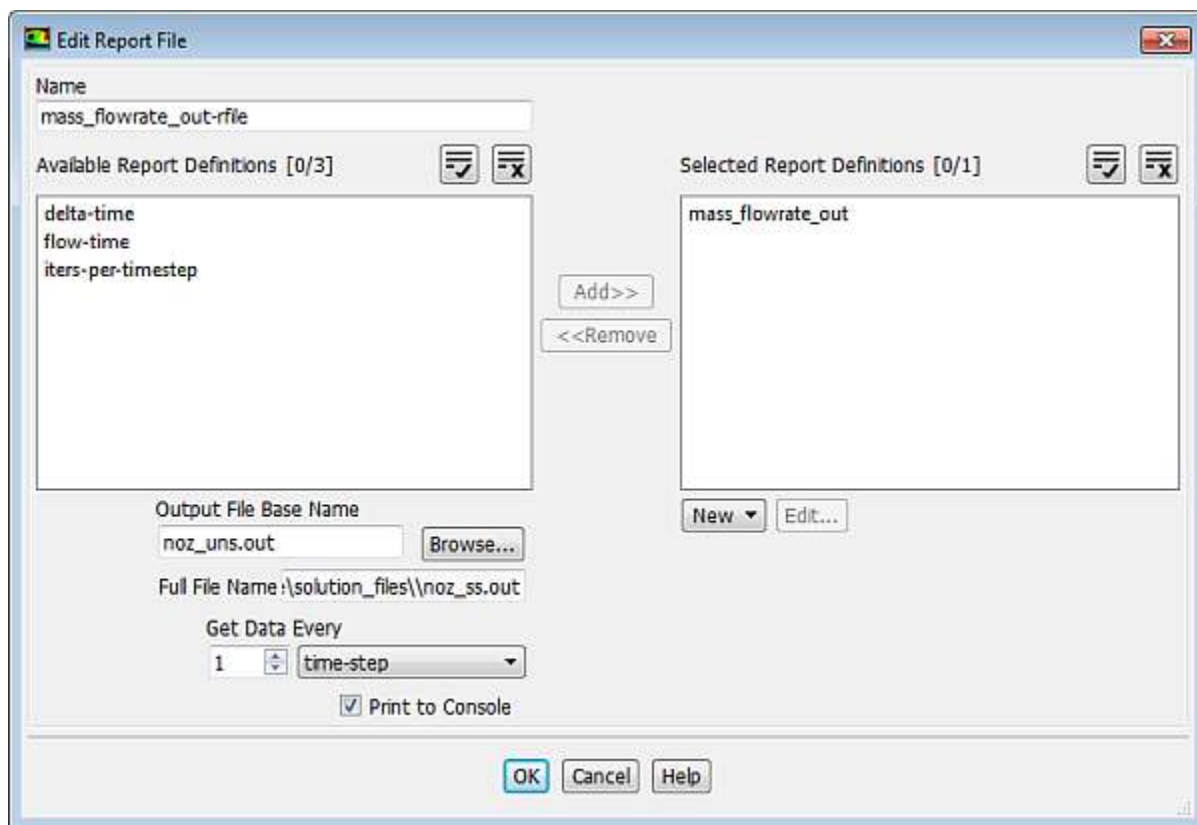 Edit Report File
Name
mass_flowrate_out-rfile
Available Report Definitions [0/3]
Selected Report Definitions [0/1]
delta-time
flow-time
iters-per-timestep
mass_flowrate_out
Add>>
<<Remove
Output File Base Name
noz_uns.out
Browse...
New
Edit...
Full File Name :\solution_files\\noz_ss.out
Get Data Every
1
time-step
Print to Console
OK
Cancel
Help